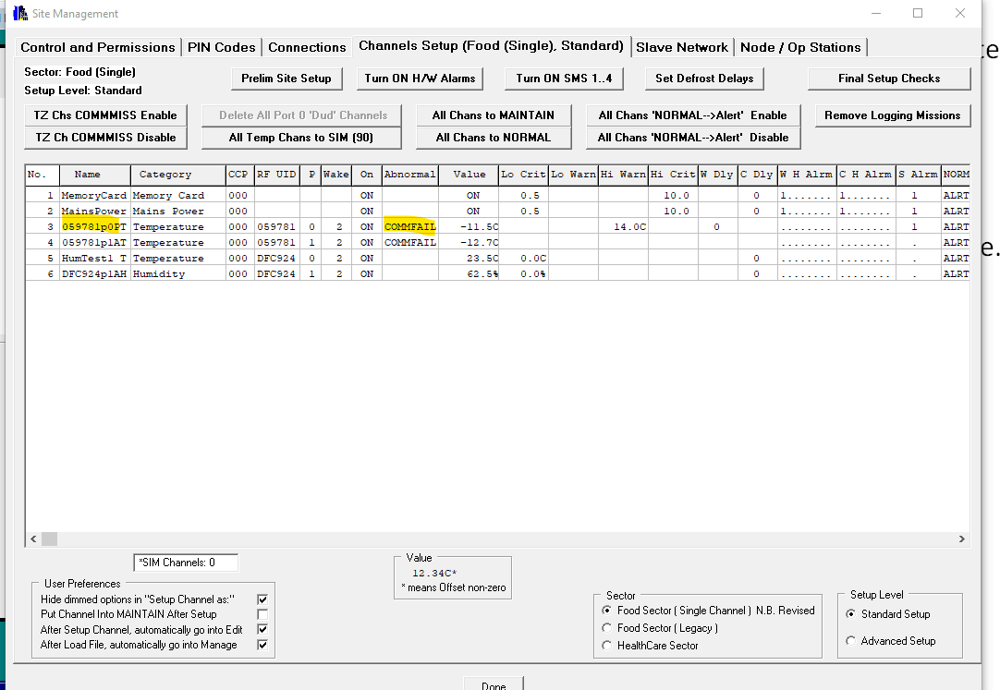 Site Management
Control and Permissions PIN Codes Connections Channels Setup (Food (Single), Standard) Slave Network Node / Op Stations
Sector: Food (Single)
Setup Level: Standard
Prelim Site Setup Turn ON H/W Alarms Turn ON SMS 1..4 Set Defrost Delays Final Setup Checks
TZ Chs COMMMISS Enable Delete All Port 0 'Dud' Channels All Chans to MAINTAIN All Chans 'NORMAL-->Alert' Enable Remove Logging Missions
TZ Ch COMMMISS Disable All Temp Chans to SIM (90) All Chans to NORMAL All Chans 'NORMAL-->Alert' Disable
No. Name Category CCP RF UID P Wake On Abnormal Value Lo Crit Lo Warn Hi Warn Hi Crit W Dly C Dly W H Alrm C H Alrm S Alrm NORM
1 MemoryCard Memory Card 000 ON ON 0.5 10.0 0 1....... 1....... 1 ALRT
2 MainsPower Mains Power 000 ON ON 0.5 10.0 0 1....... 1....... 1 ALRT
3 059781p0PT Temperature 000 059781 0 2 ON COMMFAIL -11.5C 14.0C 0 ........ ........ 1 ALRT
4 059781p1AT Temperature 000 059781 1 2 ON COMMFAIL -12.7C ........ ........ . ALRT
5 HumTest1 T Temperature 000 DFC924 0 2 ON 23.5C 0.0C 0 ........ ........ . ALRT
6 DFC924p1AH Humidity 000 DFC924 1 2 ON 62.5% 0.0% 0 ........ ........ . ALRT
*SIM Channels: 0
User Preferences
Hide dimmed options in "Setup Channel as:"
Put Channel Into MAINTAIN After Setup
After Setup Channel, automatically go into Edit
After Load File, automatically go into Manage
Value
12.34C*
* means Offset non-zero
Sector
Food Sector ( Single Channel ) N.B. Revised
Food Sector ( Legacy )
HealthCare Sector
Setup Level
Standard Setup
Advanced Setup
Done
e.